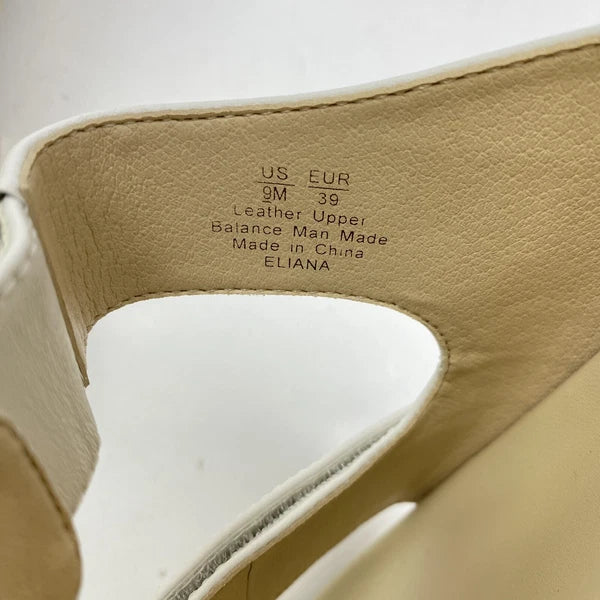 US EUR
9M 39
Leather Upper
Balance Man Made
Made in China
ELIANA